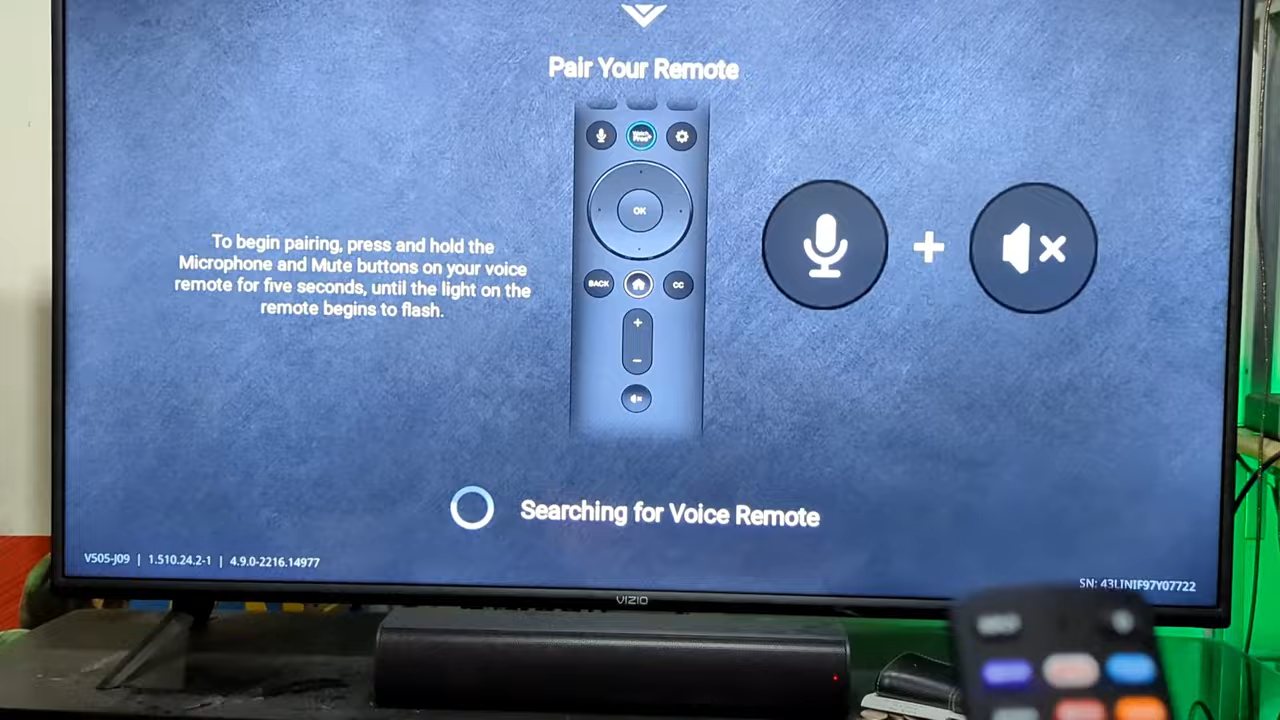 Pair Your Remote
OK
BACK
CC
To begin pairing, press and hold the
Microphone and Mute buttons on your voice
remote for five seconds, until the light on the
remote begins to flash.
Searching for Voice Remote
V505-J09 | 1.510.24.2-1 | 4.9.0-2216.14977
SN: 43LINIF97Y07722
VIZIO